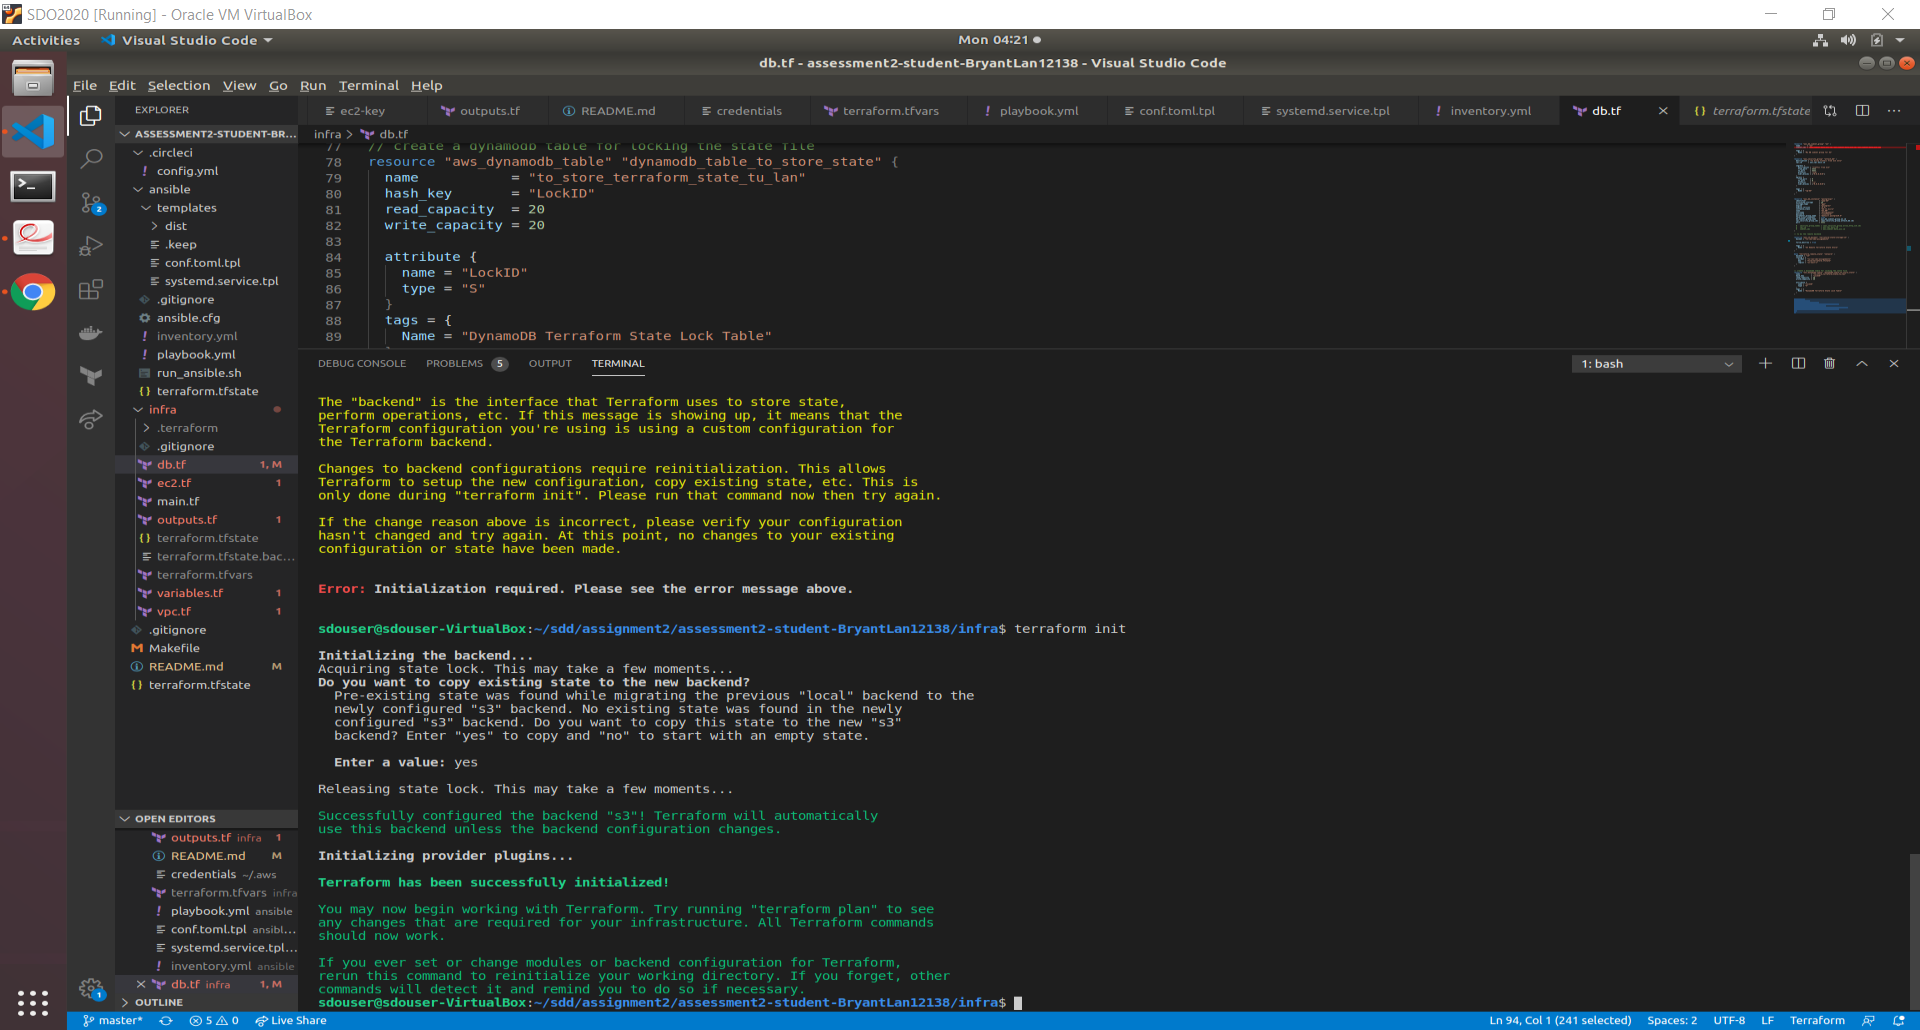 SDO2020 [Running] - Oracle VM VirtualBox
Activities
Visual Studio Code
Mon 04:21
db.tf - assessment2-student-BryantLan12138 - Visual Studio Code
File Edit Selection View Go Run Terminal Help
EXPLORER
ASSESSMENT2-STUDENT-BR...
.circleci
config.yml
ansible
templates
dist
.keep
conf.toml.tpl
systemd.service.tpl
.gitignore
ansible.cfg
inventory.yml
playbook.yml
run_ansible.sh
terraform.tfstate
infra
.terraform
.gitignore
db.tf 1, M
ec2.tf 1
main.tf
outputs.tf 1
terraform.tfstate
terraform.tfstate.bac...
terraform.tfvars
variables.tf 1
vpc.tf 1
.gitignore
Makefile
README.md M
terraform.tfstate
OPEN EDITORS
outputs.tf infra 1
README.md M
credentials ~/.aws
terraform.tfvars infra
playbook.yml ansible
conf.toml.tpl ansibl...
systemd.service.tpl...
inventory.yml ansible
db.tf infra 1, M
OUTLINE
ec2-key outputs.tf README.md credentials terraform.tfvars playbook.yml conf.toml.tpl systemd.service.tpl inventory.yml db.tf terraform.tfstate
infra > db.tf
77 // create a dynamodb table for locking the state file
78 resource "aws_dynamodb_table" "dynamodb_table_to_store_state" {
79 name = "to_store_terraform_state_tu_lan"
80 hash_key = "LockID"
81 read_capacity = 20
82 write_capacity = 20
83
84 attribute {
85 name = "LockID"
86 type = "S"
87 }
88 tags = {
89 Name = "DynamoDB Terraform State Lock Table"
DEBUG CONSOLE PROBLEMS 5 OUTPUT TERMINAL
1: bash
The "backend" is the interface that Terraform uses to store state,
perform operations, etc. If this message is showing up, it means that the
Terraform configuration you're using is using a custom configuration for
the Terraform backend.
Changes to backend configurations require reinitialization. This allows
Terraform to setup the new configuration, copy existing state, etc. This is
only done during "terraform init". Please run that command now then try again.
If the change reason above is incorrect, please verify your configuration
hasn't changed and try again. At this point, no changes to your existing
configuration or state have been made.
Error: Initialization required. Please see the error message above.
sdouser@sdouser-VirtualBox:~/sdd/assignment2/assessment2-student-BryantLan12138/infra$ terraform init
Initializing the backend...
Acquiring state lock. This may take a few moments...
Do you want to copy existing state to the new backend?
Pre-existing state was found while migrating the previous "local" backend to the
newly configured "s3" backend. No existing state was found in the newly
configured "s3" backend. Do you want to copy this state to the new "s3"
backend? Enter "yes" to copy and "no" to start with an empty state.
Enter a value: yes
Releasing state lock. This may take a few moments...
Successfully configured the backend "s3"! Terraform will automatically
use this backend unless the backend configuration changes.
Initializing provider plugins...
Terraform has been successfully initialized!
You may now begin working with Terraform. Try running "terraform plan" to see
any changes that are required for your infrastructure. All Terraform commands
should now work.
If you ever set or change modules or backend configuration for Terraform,
rerun this command to reinitialize your working directory. If you forget, other
commands will detect it and remind you to do so if necessary.
sdouser@sdouser-VirtualBox:~/sdd/assignment2/assessment2-student-BryantLan12138/infra$
master* 5 0 Live Share
Ln 94, Col 1 (241 selected) Spaces: 2 UTF-8 LF Terraform